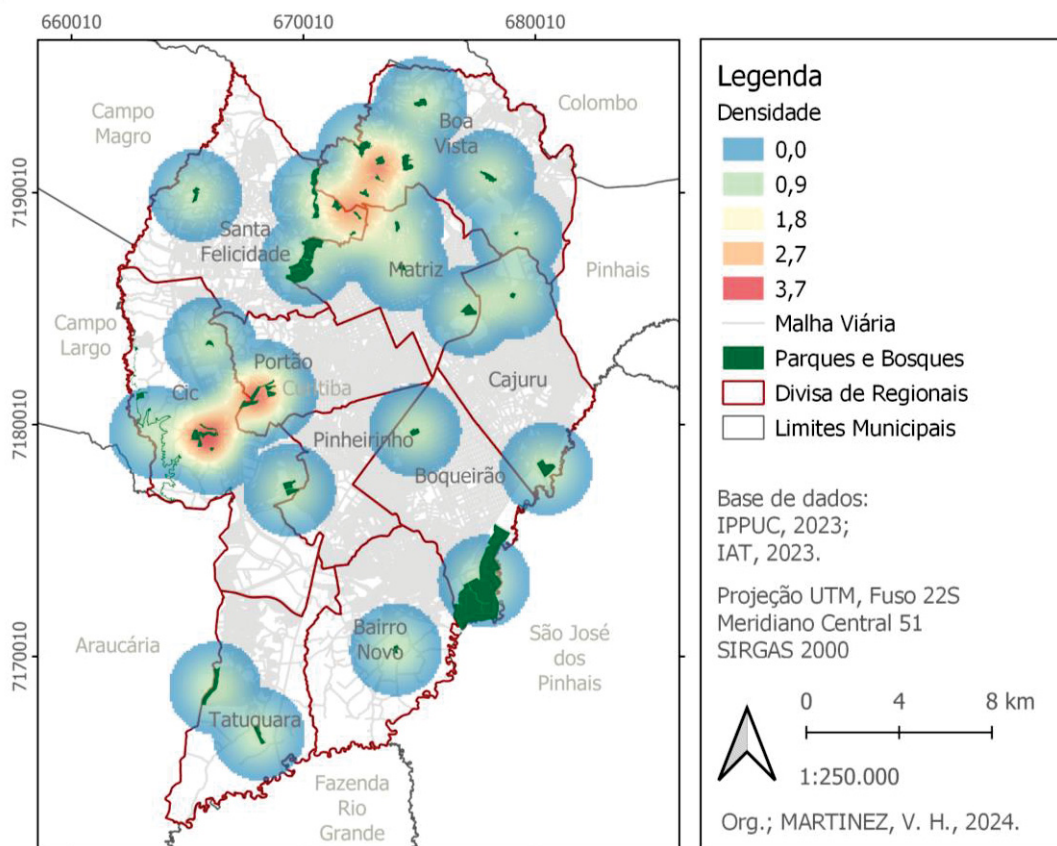 660010
670010
680010
7190010
7180010
7170010
Campo
Magro
Colombo
Boa
Vista
Santa
Felicidade
Matriz
Pinhais
Campo
Largo
Portão
Cic
Curitiba
Cajuru
Pinheirinho
Boqueirão
Araucária
Bairro
Novo
São José
dos
Pinhais
Tatuquara
Fazenda
Rio
Grande
Legenda
Densidade
0,0
0,9
1,8
2,7
3,7
Malha Viária
Parques e Bosques
Divisa de Regionais
Limites Municipais
Base de dados:
IPPUC, 2023;
IAT, 2023.
Projeção UTM, Fuso 22S
Meridiano Central 51
SIRGAS 2000
0 4 8 km
1:250.000
Org.; MARTINEZ, V. H., 2024.